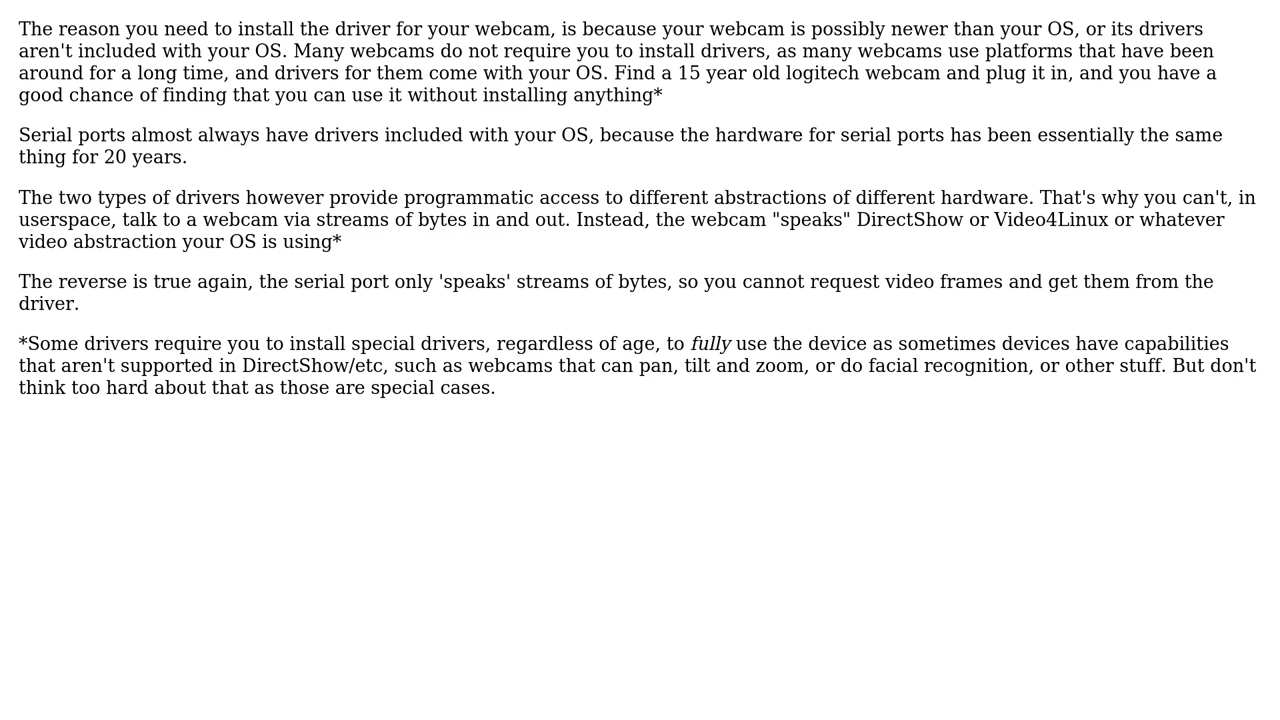 The reason you need to install the driver for your webcam, is because your webcam is possibly newer than your OS, or its drivers
aren't included with your OS. Many webcams do not require you to install drivers, as many webcams use platforms that have been
around for a long time, and drivers for them come with your OS. Find a 15 year old logitech webcam and plug it in, and you have a
good chance of finding that you can use it without installing anything*
Serial ports almost always have drivers included with your OS, because the hardware for serial ports has been essentially the same
thing for 20 years.
The two types of drivers however provide programmatic access to different abstractions of different hardware. That's why you can't, in
userspace, talk to a webcam via streams of bytes in and out. Instead, the webcam "speaks" DirectShow or Video4Linux or whatever
video abstraction your OS is using*
The reverse is true again, the serial port only 'speaks' streams of bytes, so you cannot request video frames and get them from the
driver.
*Some drivers require you to install special drivers, regardless of age, to fully use the device as sometimes devices have capabilities
that aren't supported in DirectShow/etc, such as webcams that can pan, tilt and zoom, or do facial recognition, or other stuff. But don't
think too hard about that as those are special cases.